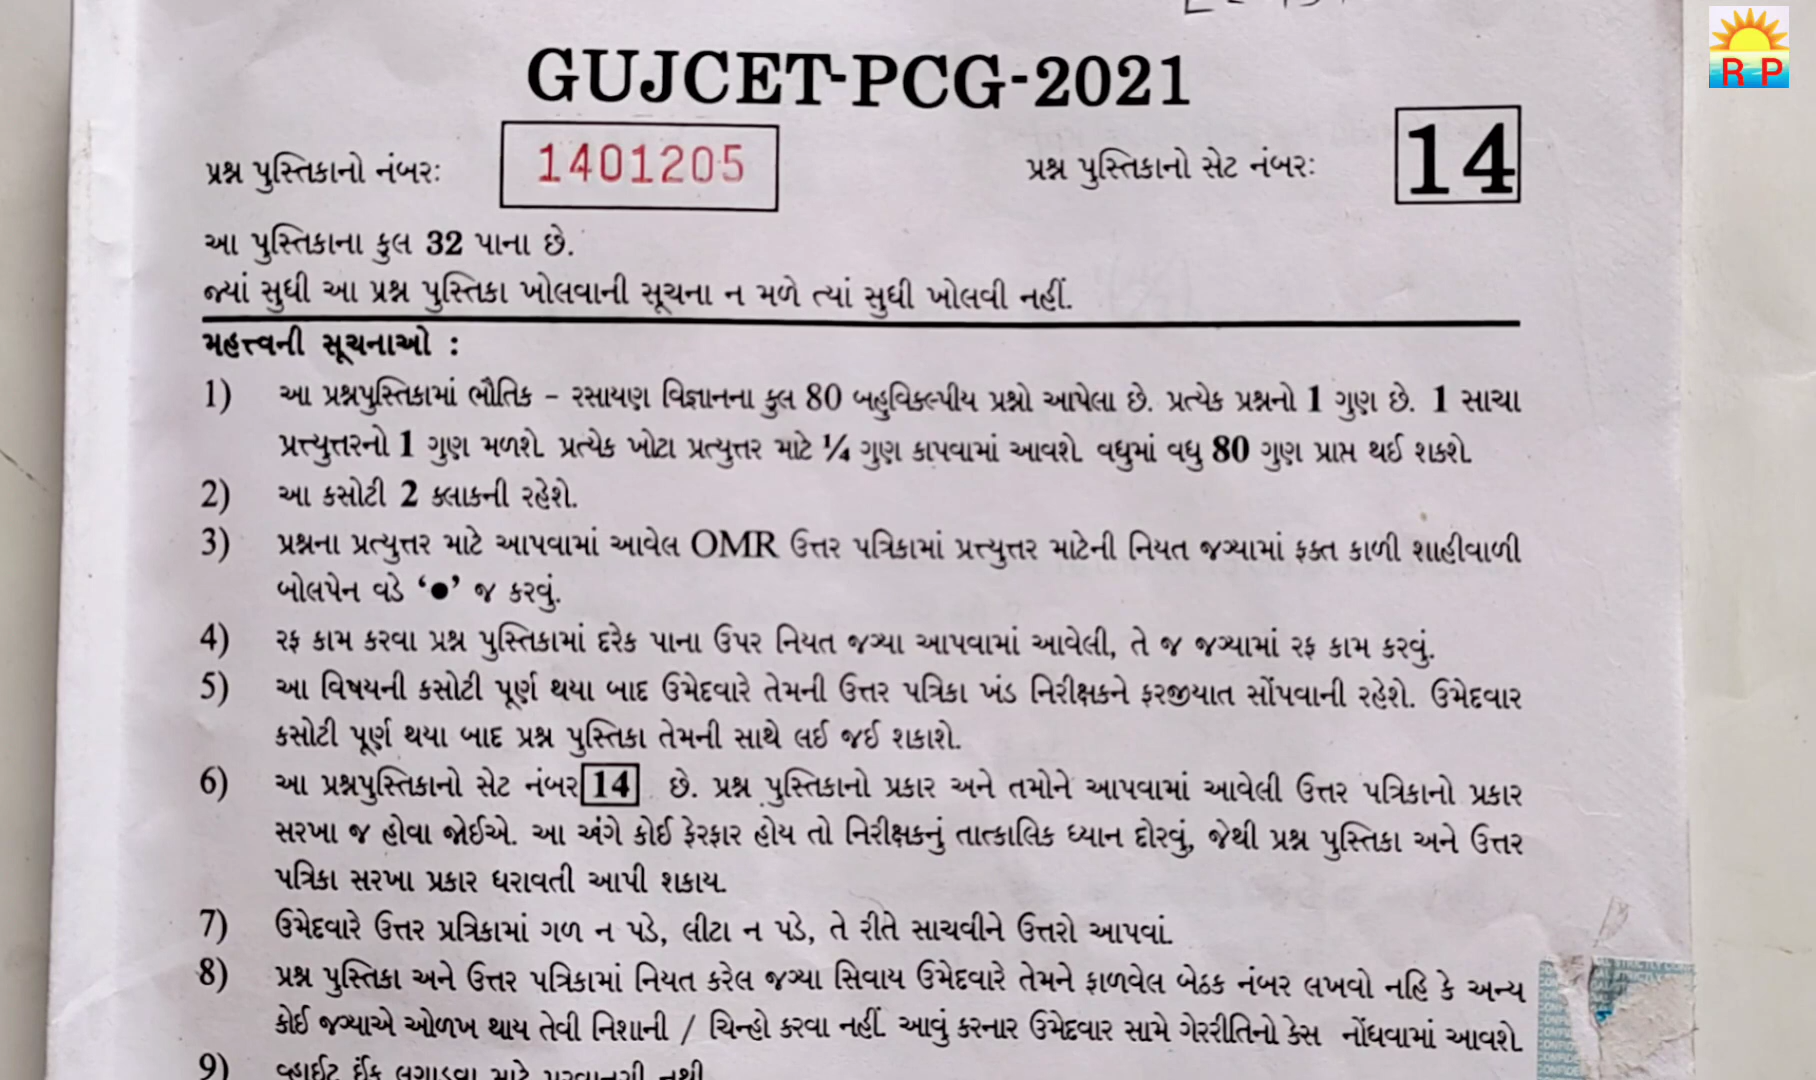 GUJCET-PCG-2021
R P
પ્રશ્ન પુસ્તિકાનો નંબર: 1401205 પ્રશ્ન પુસ્તિકાનો સેટ નંબર: 14
આ પુસ્તિકાના કુલ 32 પાના છે.
જ્યાં સુધી આ પ્રશ્ન પુસ્તિકા ખોલવાની સૂચના ન મળે ત્યાં સુધી ખોલવી નહીં.
મહત્ત્વની સૂચનાઓ :
1) આ પ્રશ્નપુસ્તિકામાં ભૌતિક - રસાયણ વિજ્ઞાનના કુલ 80 બહુવિકલ્પીય પ્રશ્નો આપેલા છે. પ્રત્યેક પ્રશ્નનો 1 ગુણ છે. 1 સાચા
પ્રત્ત્યુત્તરનો 1 ગુણ મળશે. પ્રત્યેક ખોટા પ્રત્યુત્તર માટે ¼ ગુણ કાપવામાં આવશે. વધુમાં વધુ 80 ગુણ પ્રાપ્ત થઈ શકશે.
2) આ કસોટી 2 ક્લાકની રહેશે.
3) પ્રશ્નના પ્રત્યુત્તર માટે આપવામાં આવેલ OMR ઉત્તર પત્રિકામાં પ્રત્ત્યુત્તર માટેની નિયત જગ્યામાં ફક્ત કાળી શાહીવાળી
બોલપેન વડે ‘●’ જ કરવું.
4) રફ કામ કરવા પ્રશ્ન પુસ્તિકામાં દરેક પાના ઉપર નિયત જગ્યા આપવામાં આવેલી, તે જ જગ્યામાં રફ કામ કરવું.
5) આ વિષયની કસોટી પૂર્ણ થયા બાદ ઉમેદવારે તેમની ઉત્તર પત્રિકા ખંડ નિરીક્ષકને ફરજીયાત સોંપવાની રહેશે. ઉમેદવાર
કસોટી પૂર્ણ થયા બાદ પ્રશ્ન પુસ્તિકા તેમની સાથે લઈ જઈ શકાશે.
6) આ પ્રશ્નપુસ્તિકાનો સેટ નંબર 14 છે. પ્રશ્ન પુસ્તિકાનો પ્રકાર અને તમોને આપવામાં આવેલી ઉત્તર પત્રિકાનો પ્રકાર
સરખા જ હોવા જોઈએ. આ અંગે કોઈ ફેરફાર હોય તો નિરીક્ષકનું તાત્કાલિક ધ્યાન દોરવું, જેથી પ્રશ્ન પુસ્તિકા અને ઉત્તર
પત્રિકા સરખા પ્રકાર ધરાવતી આપી શકાય.
7) ઉમેદવારે ઉત્તર પ્રત્રિકામાં ગળ ન પડે, લીટા ન પડે, તે રીતે સાચવીને ઉત્તરો આપવાં.
8) પ્રશ્ન પુસ્તિકા અને ઉત્તર પત્રિકામાં નિયત કરેલ જગ્યા સિવાય ઉમેદવારે તેમને ફાળવેલ બેઠક નંબર લખવો નહિ કે અન્ય
કોઈ જગ્યાએ ઓળખ થાય તેવી નિશાની / ચિન્હો કરવા નહીં. આવું કરનાર ઉમેદવાર સામે ગેરરીતિનો કેસ નોંધવામાં આવશે.
9) વ્હાઈટ ઈંક લગાડવા માટે પરવાનગી નથી.